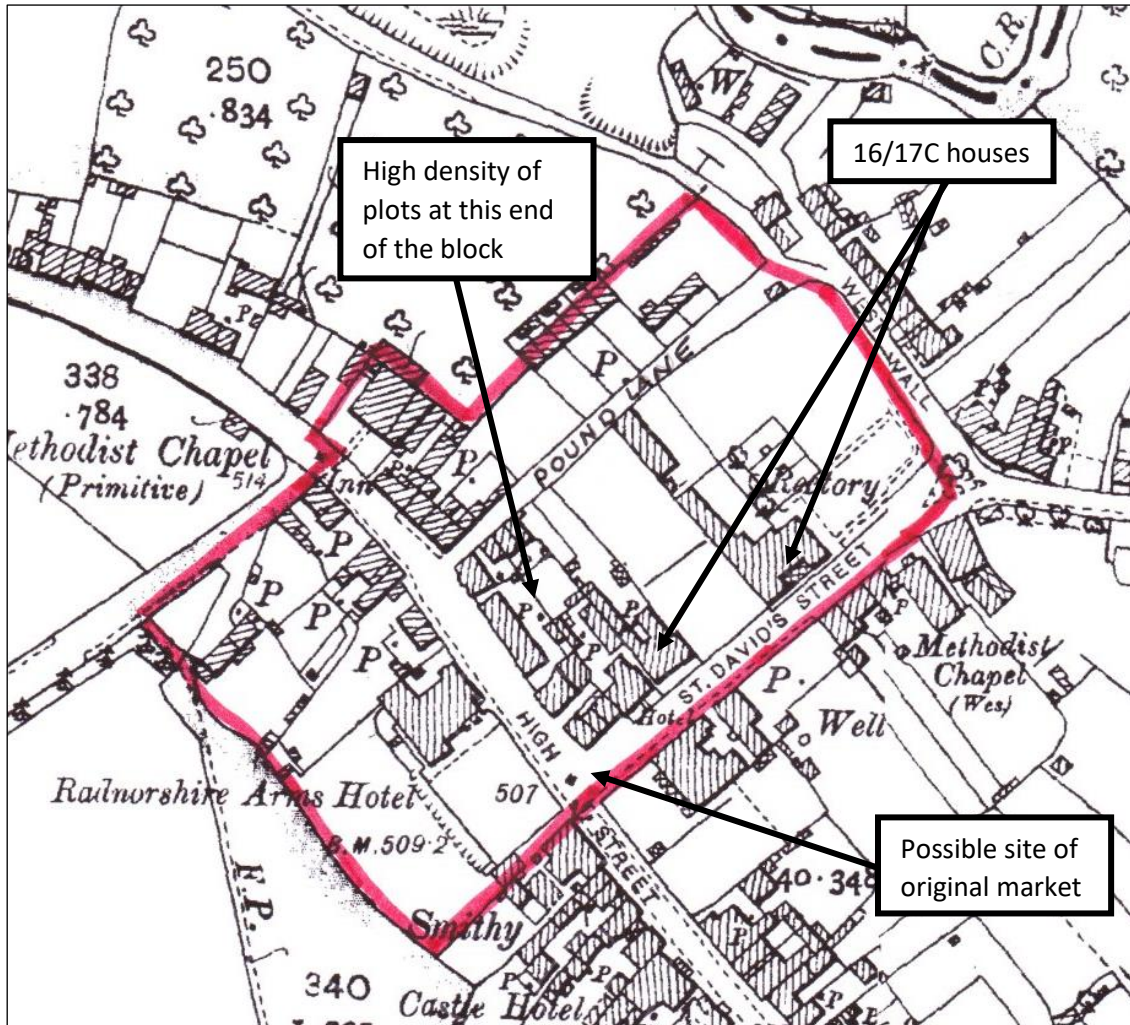 250
.834
W
C.R.
High density of
plots at this end
of the block
16/17C houses
WEST WALL
P
338
.784
Methodist Chapel
(Primitive)
514
Inn
P
POUND LANE
P
Rectory
P
P
P
P
P
ST. DAVID'S STREET
P
Hotel
P.
Methodist
Chapel
(Wes.)
Well
HIGH
STREET
Radnorshire Arms Hotel
507
B.M. 509.2
F.P.
Smithy
Possible site of
original market
40.348
340
Castle Hotel
P
P
P